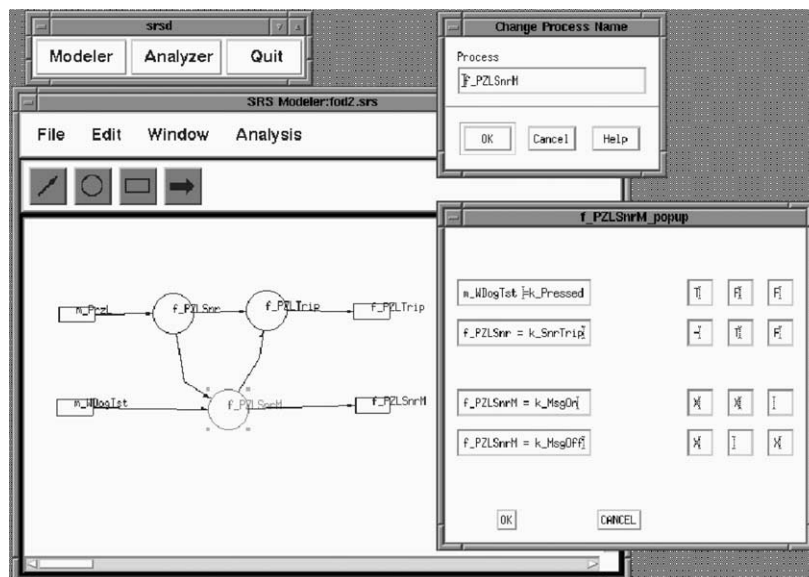 srsd
Modeler Analyzer Quit
SRS Modeler:fod2.srs
File Edit Window Analysis
m_PrzL
f_PZLSnr
f_PZLTrip
f_PZLTrip
m_WDogTst
f_PZLSnrM
f_PZLSnrM
Change Process Name
Process
f_PZLSnrM
OK Cancel Help
f_PZLSnrM_popup
m_WDogTst =k_Pressed T F F
f_PZLSnr = k_SnrTrip - T F
f_PZLSnrM = k_MsgOn X X
f_PZLSnrM = k_MsgOff X X
OK CANCEL